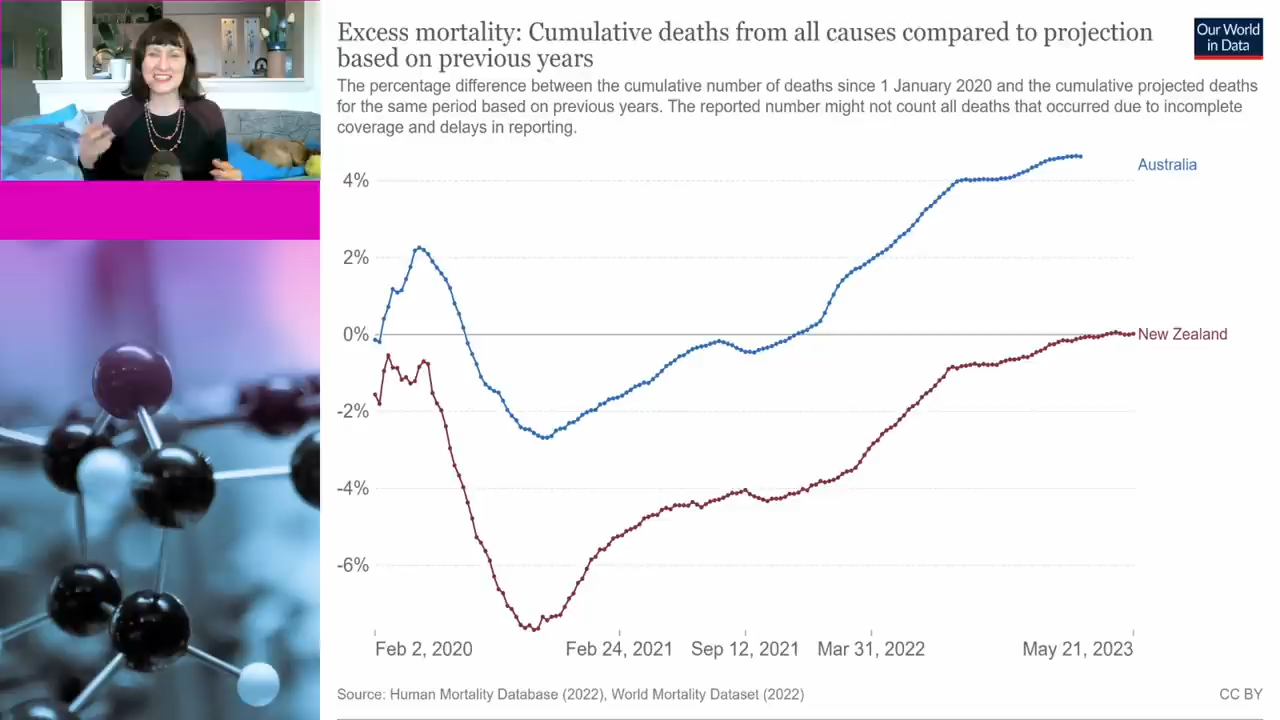 Excess mortality: Cumulative deaths from all causes compared to projection
based on previous years
Our World
in Data
The percentage difference between the cumulative number of deaths since 1 January 2020 and the cumulative projected deaths
for the same period based on previous years. The reported number might not count all deaths that occurred due to incomplete
coverage and delays in reporting.
Australia
4%
2%
0%
New Zealand
-2%
-4%
-6%
Feb 2, 2020
Feb 24, 2021
Sep 12, 2021
Mar 31, 2022
May 21, 2023
Source: Human Mortality Database (2022), World Mortality Dataset (2022)
CC BY